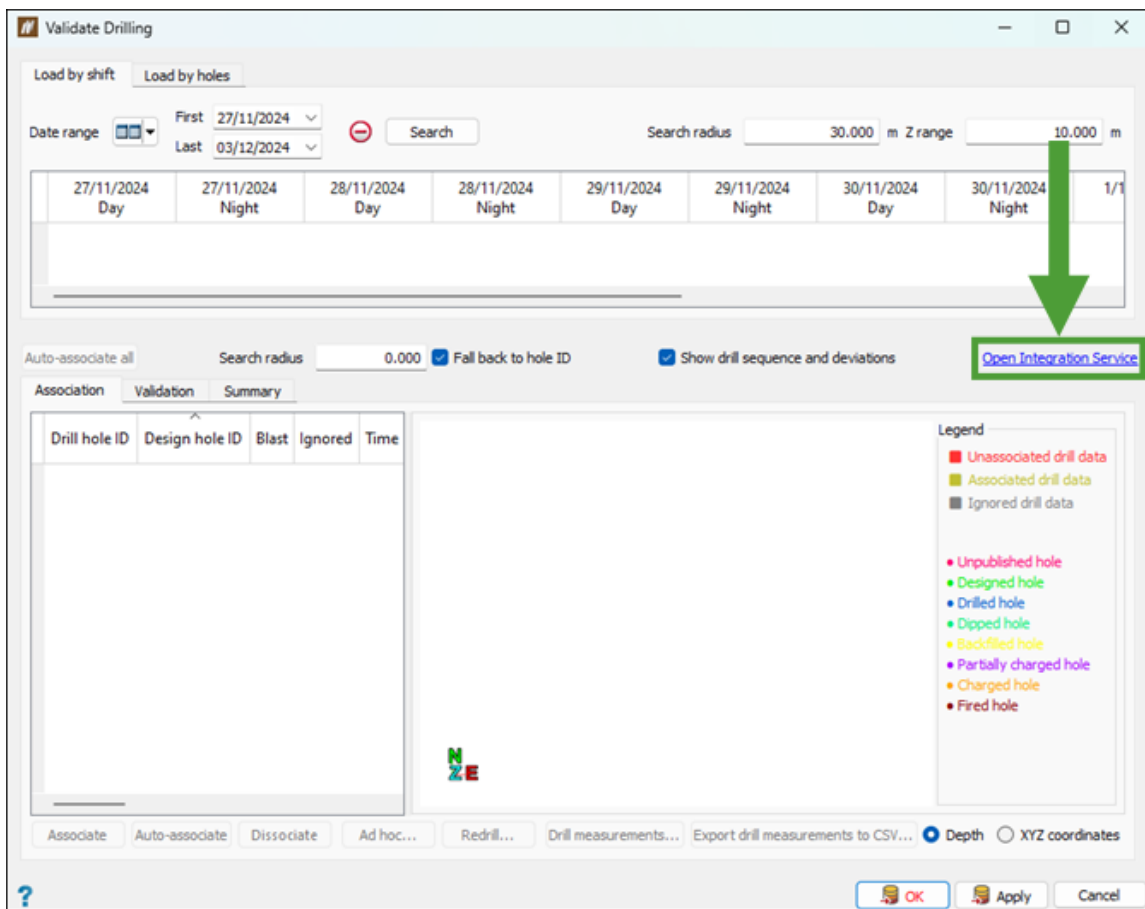 Validate Drilling
Load by shift Load by holes
Date range First 27/11/2024 Search Search radius 30.000 m Z range 10.000 m
Last 03/12/2024
27/11/2024 27/11/2024 28/11/2024 28/11/2024 29/11/2024 29/11/2024 30/11/2024 30/11/2024 1/1
Day Night Day Night Day Night Day Night
Auto-associate all Search radius 0.000 Fall back to hole ID Show drill sequence and deviations Open Integration Service
Association Validation Summary
Drill hole ID Design hole ID Blast Ignored Time
Legend
Unassociated drill data
Associated drill data
Ignored drill data
Unpublished hole
Designed hole
Drilled hole
Dipped hole
Backfilled hole
Partially charged hole
Charged hole
Fired hole
N
Z E
Associate Auto-associate Dissociate Ad hoc... Redrill... Drill measurements... Export drill measurements to CSV... Depth XYZ coordinates
? OK Apply Cancel